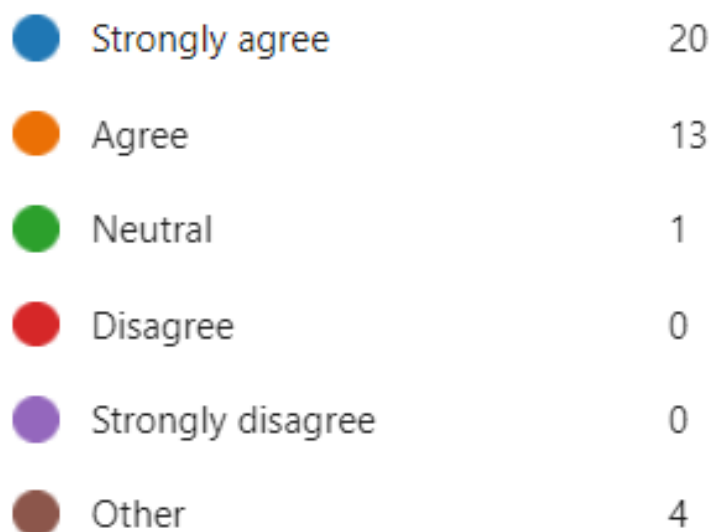 Strongly agree 20
Agree 13
Neutral 1
Disagree 0
Strongly disagree 0
Other 4